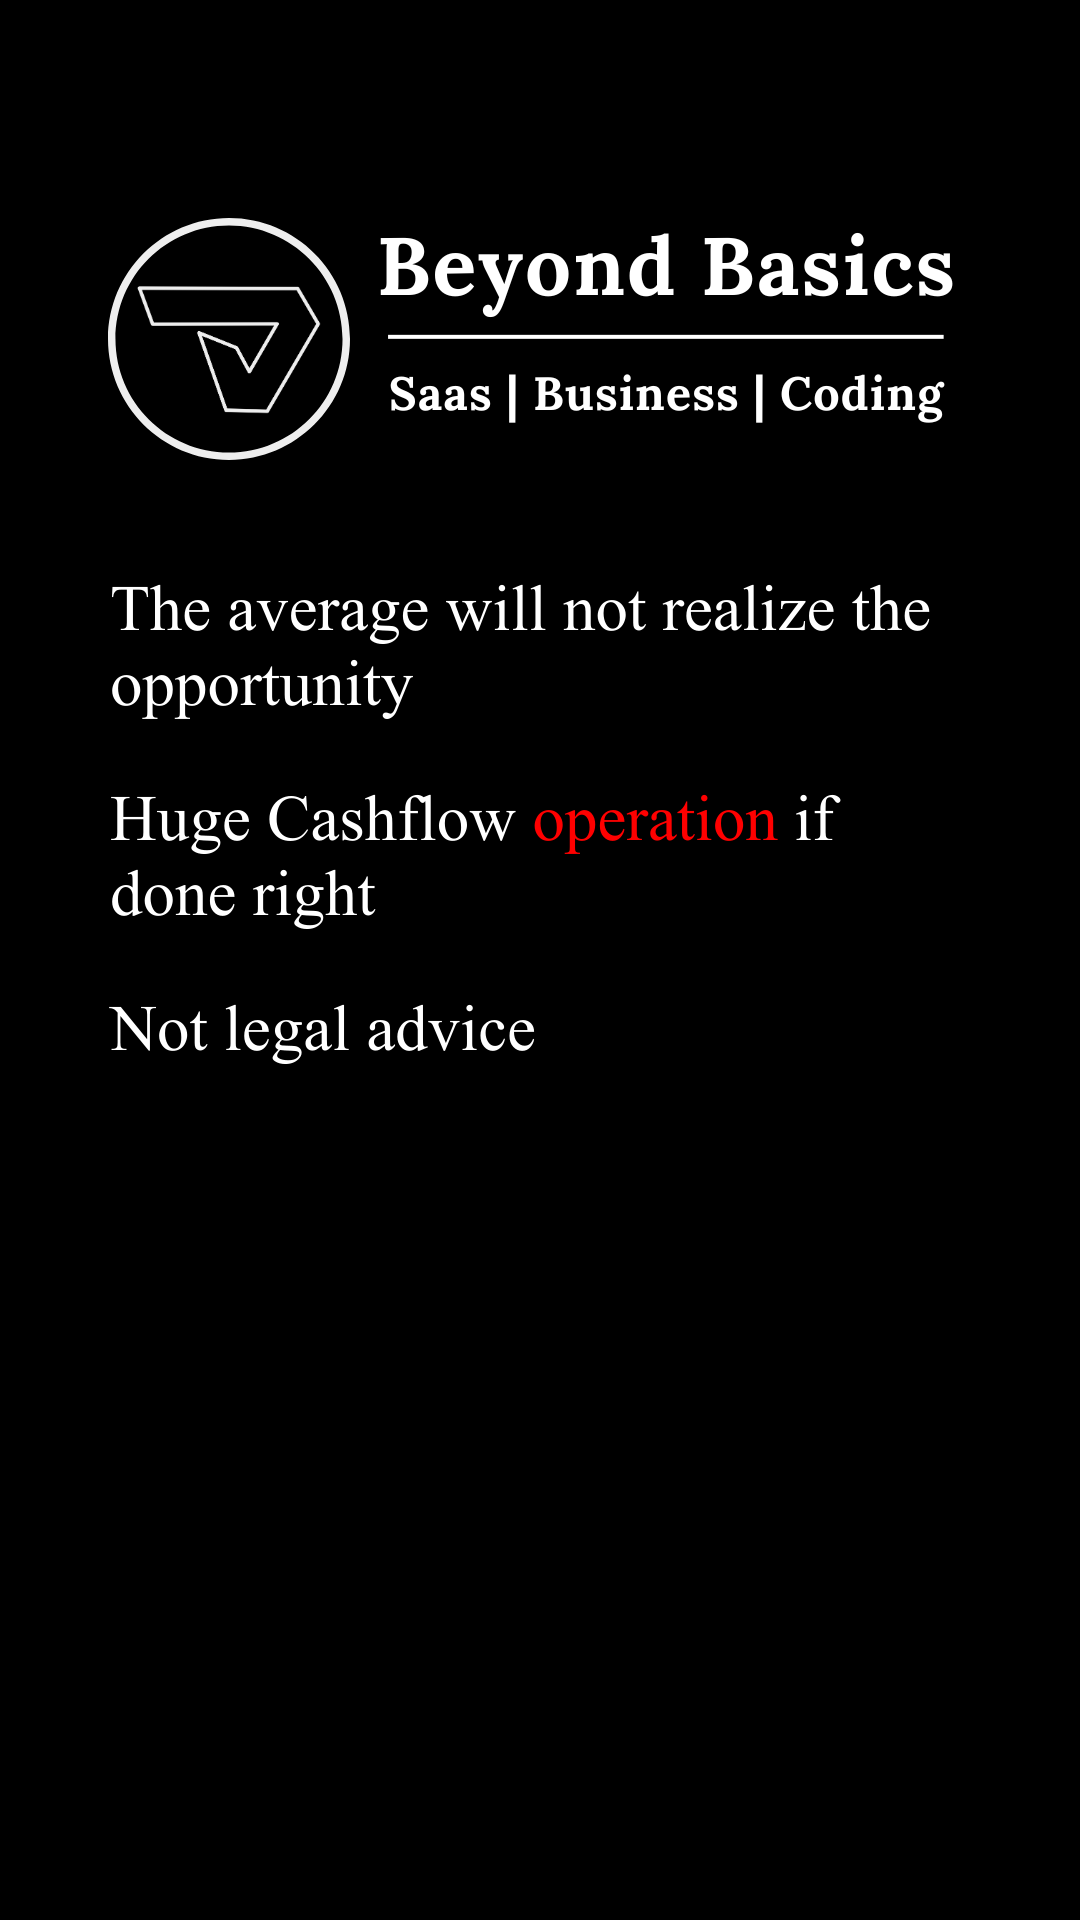 Beyond Basics
Saas | Business | Coding
The average will not realize the
opportunity
Huge Cashflow operation if
done right
Not legal advice